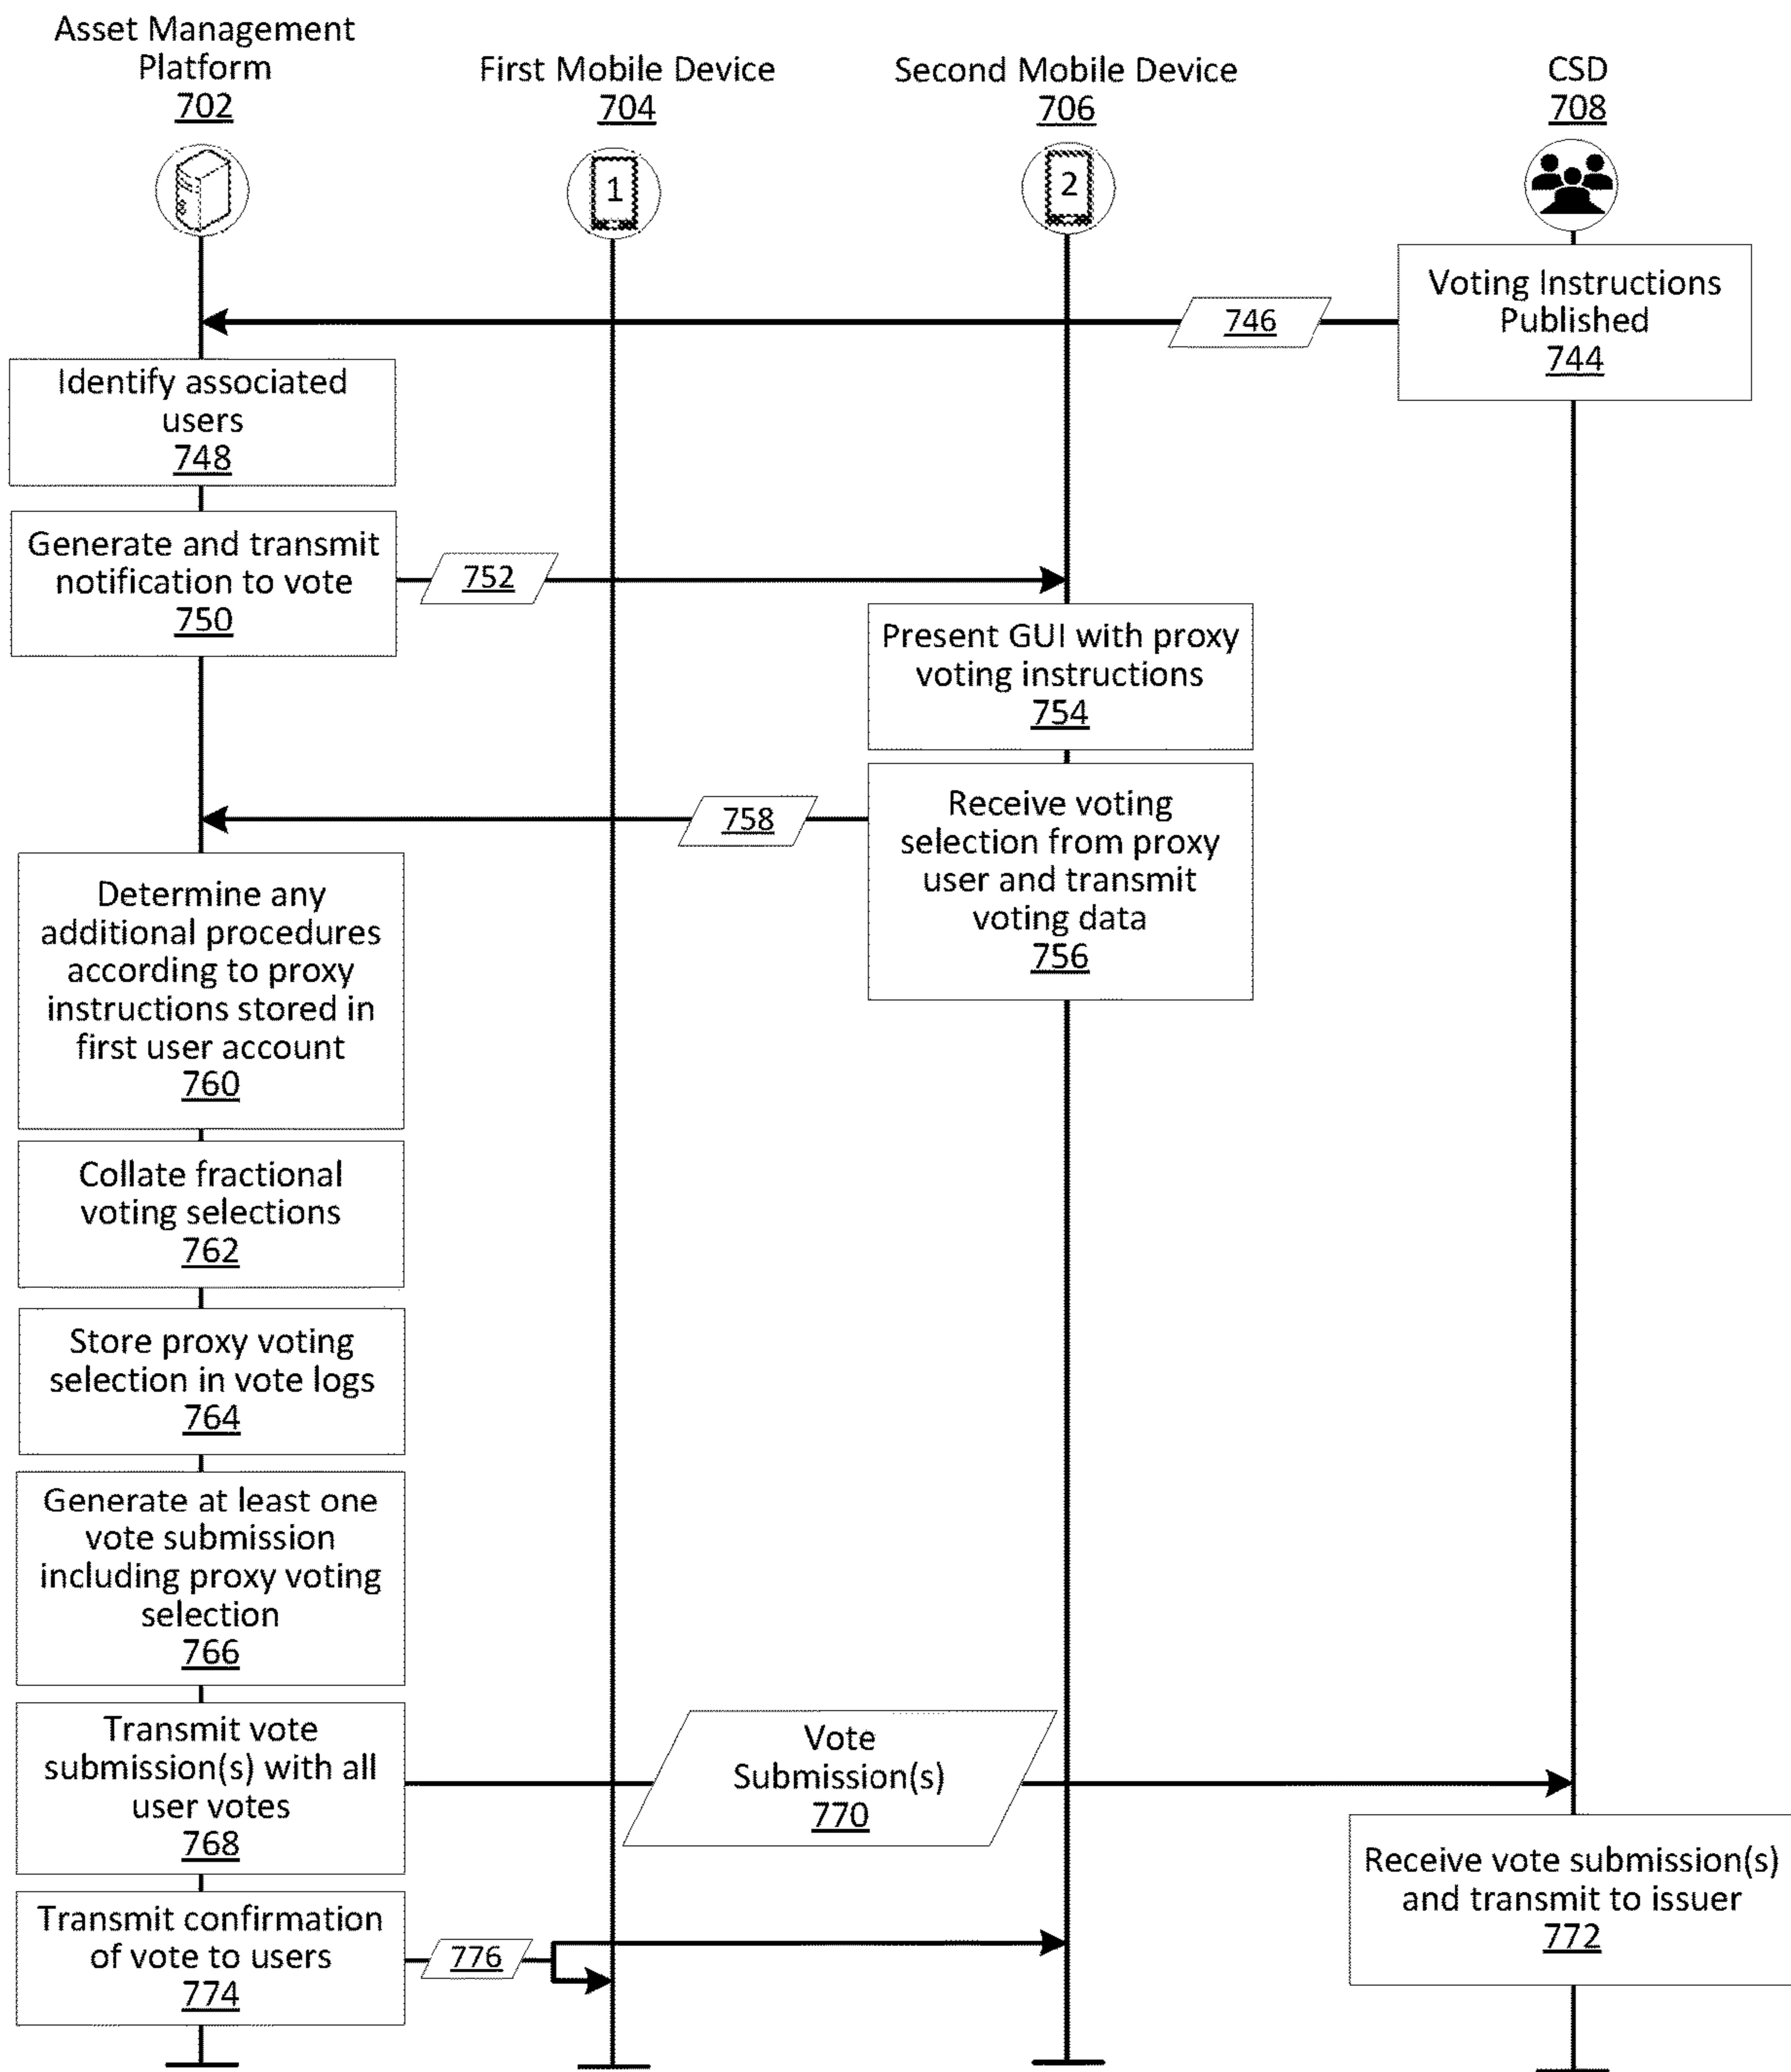 Asset Management
Platform
702
First Mobile Device
704
Second Mobile Device
706
CSD
708
1
2
Voting Instructions
Published
744
746
Identify associated
users
748
Generate and transmit
notification to vote
750
752
Present GUI with proxy
voting instructions
754
Receive voting
selection from proxy
user and transmit
voting data
756
758
Determine any
additional procedures
according to proxy
instructions stored in
first user account
760
Collate fractional
voting selections
762
Store proxy voting
selection in vote logs
764
Generate at least one
vote submission
including proxy voting
selection
766
Transmit vote
submission(s) with all
user votes
768
Vote
Submission(s)
770
Receive vote submission(s)
and transmit to issuer
772
Transmit confirmation
of vote to users
774
776